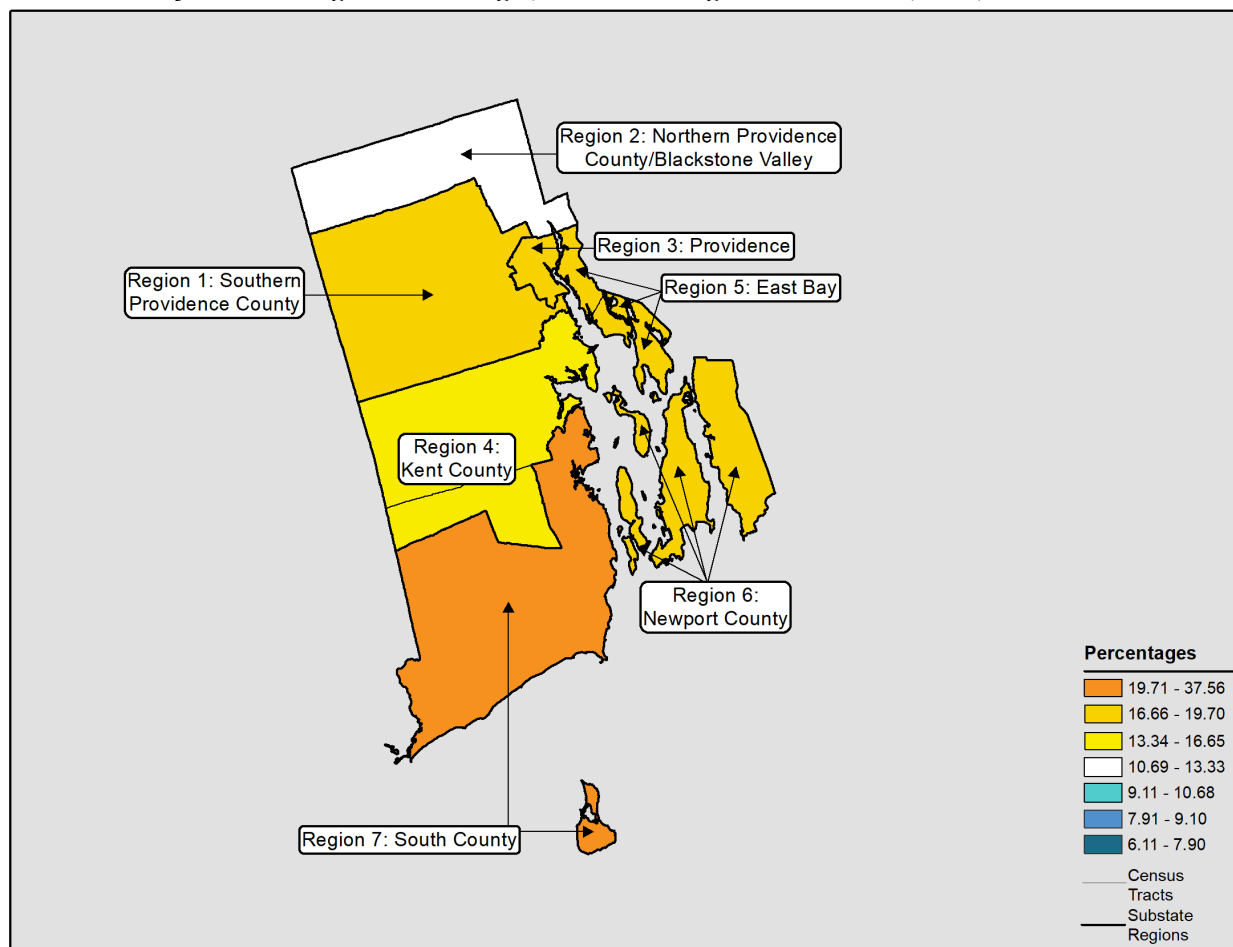 Region 2: Northern Providence
County/Blackstone Valley
Region 3: Providence
Region 1: Southern
Providence County
Region 5: East Bay
Region 4:
Kent County
Region 6:
Newport County
Region 7: South County
Percentages
19.71 - 37.56
16.66 - 19.70
13.34 - 16.65
10.69 - 13.33
9.11 - 10.68
7.91 - 9.10
6.11 - 7.90
Census
Tracts
Substate
Regions